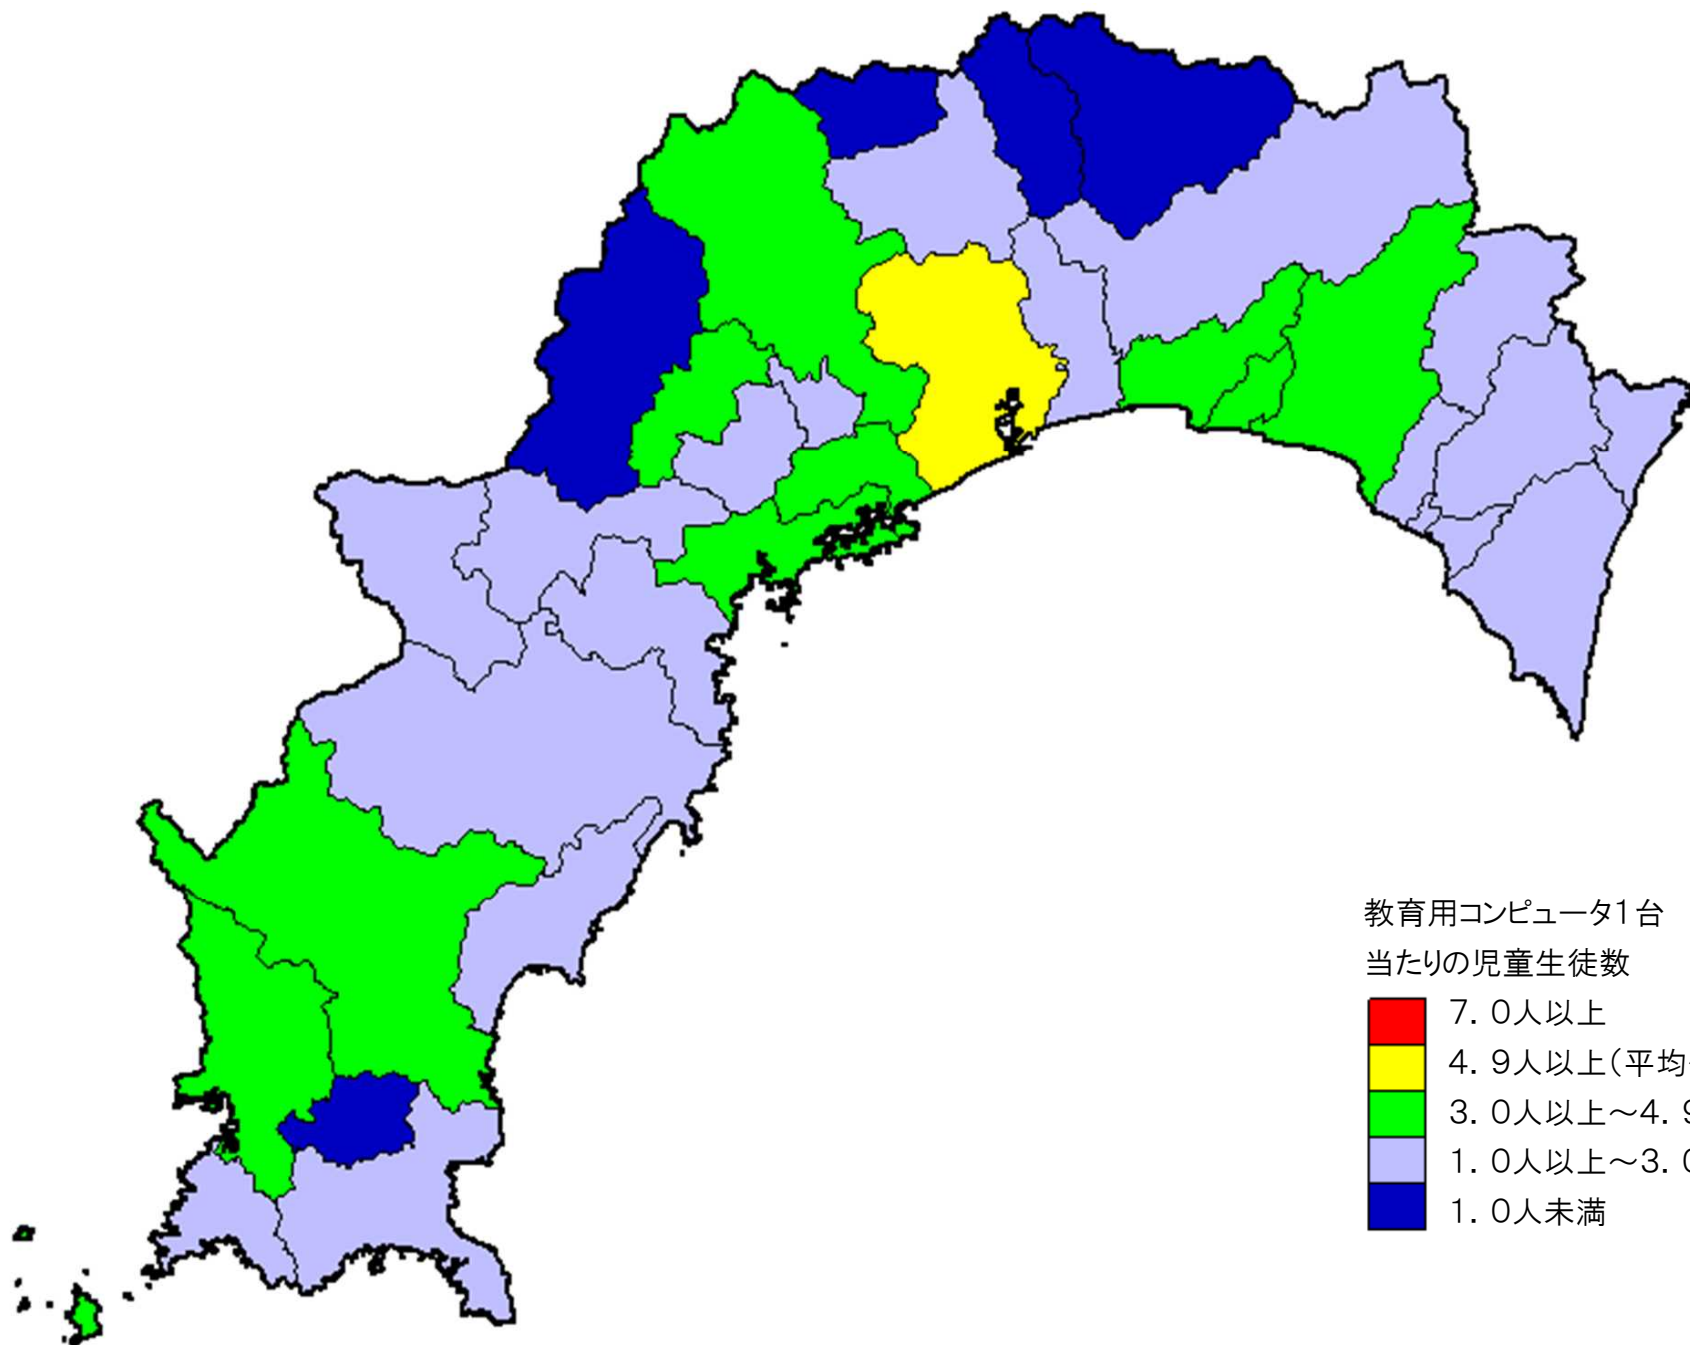 教育用コンピュータ1台
当たりの児童生徒数
7.0人以上
4.9人以上(平均
3.0人以上～4.9
1.0人以上～3.0
1.0人未満